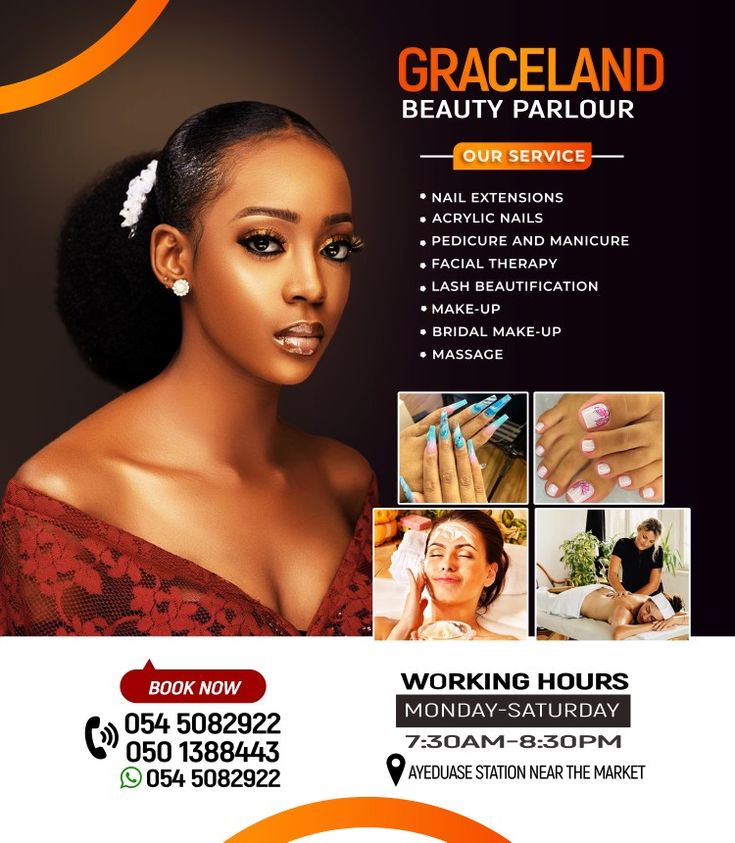 GRACELAND
BEAUTY PARLOUR
OUR SERVICE
NAIL EXTENSIONS
ACRYLIC NAILS
PEDICURE AND MANICURE
FACIAL THERAPY
LASH BEAUTIFICATION
MAKE-UP
BRIDAL MAKE-UP
MASSAGE
BOOK NOW
054 5082922
050 1388443
054 5082922
WORKING HOURS
MONDAY-SATURDAY
7:30AM-8:30PM
AYEDUASE STATION NEAR THE MARKET